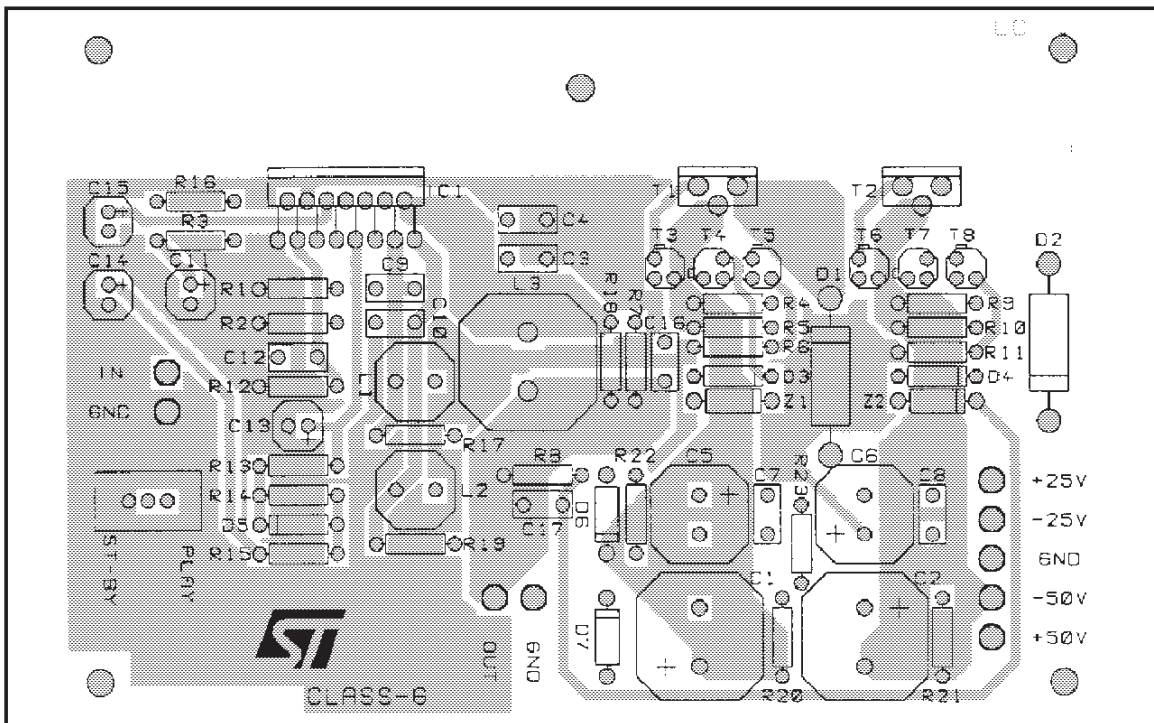 LC
C15
R16
IC1
T1
T2
R3
C4
T3
T4
T5
T6
T7
T8
D2
C14
C11
C9
C3
L3
D1
R1
R18
R7
R4
R9
R2
C10
C16
R5
R10
R6
R11
C12
IN
R12
L1
D3
D4
GND
Z1
Z2
C13
R17
R13
R8
R22
C5
C7
R23
C6
C8
+25V
R14
L2
C17
D6
-25V
D5
R15
R19
GND
ST-BY
PLAY
C1
C2
-50V
ST
OUT
GND
D7
+50V
CLASS-G
R20
R21